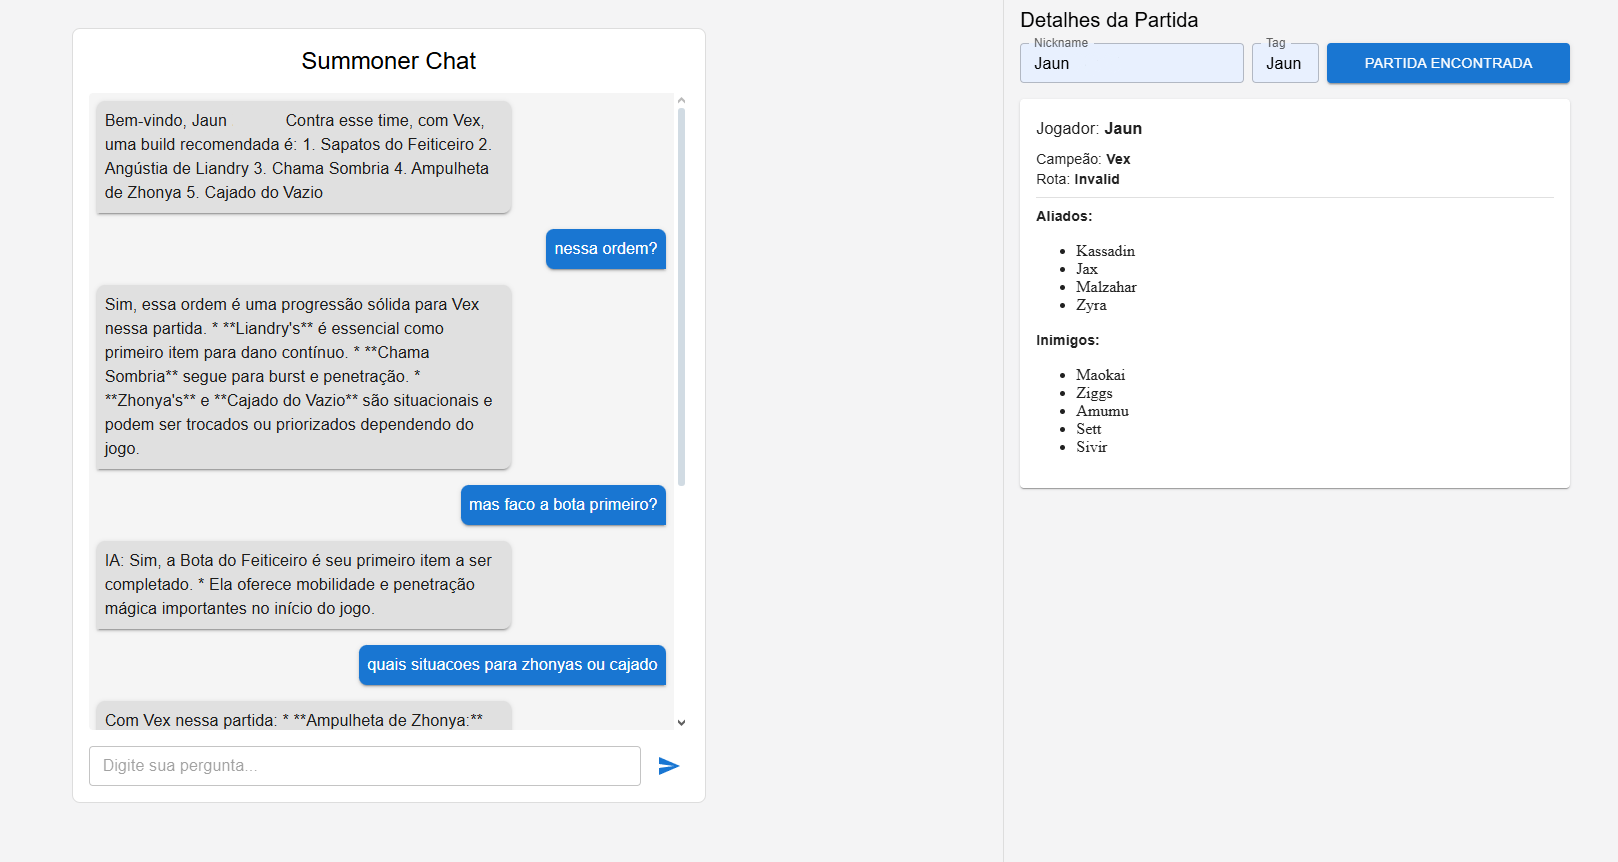 Summoner Chat
Bem-vindo, Jaun Contra esse time, com Vex,
uma build recomendada é: 1. Sapatos do Feiticeiro 2.
Angústia de Liandry 3. Chama Sombria 4. Ampulheta
de Zhonya 5. Cajado do Vazio
nessa ordem?
Sim, essa ordem é uma progressão sólida para Vex
nessa partida. * **Liandry's** é essencial como
primeiro item para dano contínuo. * **Chama
Sombria** segue para burst e penetração. *
**Zhonya's** e **Cajado do Vazio** são situacionais e
podem ser trocados ou priorizados dependendo do
jogo.
mas faco a bota primeiro?
IA: Sim, a Bota do Feiticeiro é seu primeiro item a ser
completado. * Ela oferece mobilidade e penetração
mágica importantes no início do jogo.
quais situacoes para zhonyas ou cajado
Com Vex nessa partida: * **Ampulheta de Zhonya:**
Digite sua pergunta...
Detalhes da Partida
Nickname
Jaun
Tag
Jaun
PARTIDA ENCONTRADA
Jogador: Jaun
Campeão: Vex
Rota: Invalid
Aliados:
Kassadin
Jax
Malzahar
Zyra
Inimigos:
Maokai
Ziggs
Amumu
Sett
Sivir